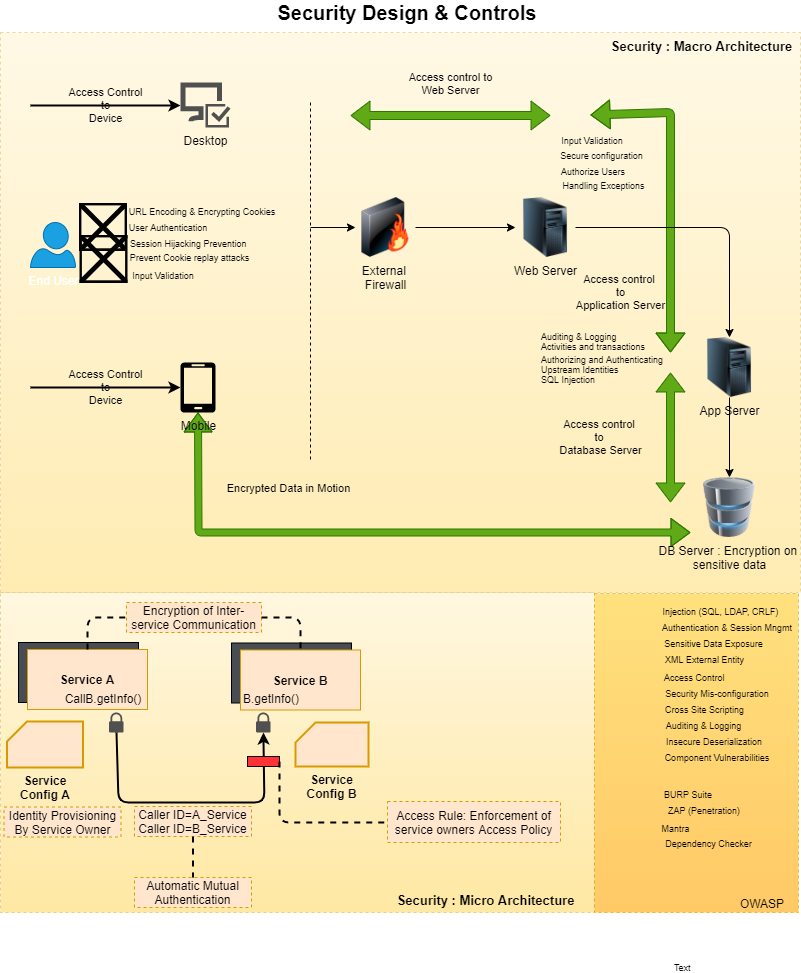 Security Design & Controls
Security : Macro Architecture
Access Control
to
Device
Desktop
Access control to
Web Server
Input Validation
Secure configuration
Authorize Users
Handling Exceptions
URL Encoding & Encrypting Cookies
User Authentication
Session Hijacking Prevention
Prevent Cookie replay attacks
Input Validation
End User
External
Firewall
Web Server
Access control
to
Application Server
Auditing & Logging
Activities and transactions
Authorizing and Authenticating
Upstream Identities
SQL Injection
App Server
Access Control
to
Device
Mobile
Access control
to
Database Server
Encrypted Data in Motion
DB Server : Encryption on
sensitive data
Encryption of Inter-
service Communication
Service A
CallB.getInfo()
Service B
B.getInfo()
Service
Config A
Service
Config B
Identity Provisioning
By Service Owner
Caller ID=A_Service
Caller ID=B_Service
Access Rule: Enforcement of
service owners Access Policy
Automatic Mutual
Authentication
Security : Micro Architecture
Injection (SQL, LDAP, CRLF)
Authentication & Session Mngmt
Sensitive Data Exposure
XML External Entity
Access Control
Security Mis-configuration
Cross Site Scripting
Auditing & Logging
Insecure Deserialization
Component Vulnerabilities
BURP Suite
ZAP (Penetration)
Mantra
Dependency Checker
OWASP
Text